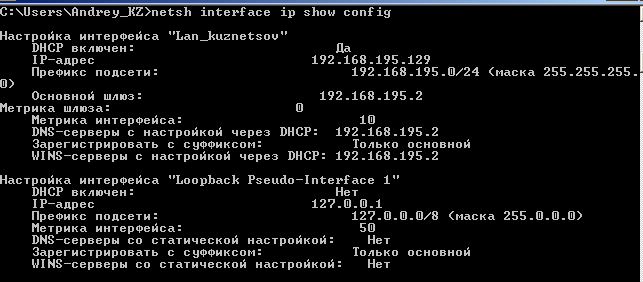 C:\Users\Andrey_KZ>netsh interface ip show config
Настройка интерфейса "Lan_kuznetsov"
DHCP включен: Да
IP-адрес 192.168.195.129
Префикс подсети: 192.168.195.0/24 (маска 255.255.255.
0)
Основной шлюз: 192.168.195.2
Метрика шлюза: 0
Метрика интерфейса: 10
DNS-серверы с настройкой через DHCP: 192.168.195.2
Зарегистрировать с суффиксом: Только основной
WINS-серверы с настройкой через DHCP: 192.168.195.2
Настройка интерфейса "Loopback Pseudo-Interface 1"
DHCP включен: Нет
IP-адрес 127.0.0.1
Префикс подсети: 127.0.0.0/8 (маска 255.0.0.0)
Метрика интерфейса: 50
DNS-серверы со статической настройкой: Нет
Зарегистрировать с суффиксом: Только основной
WINS-серверы со статической настройкой: Нет